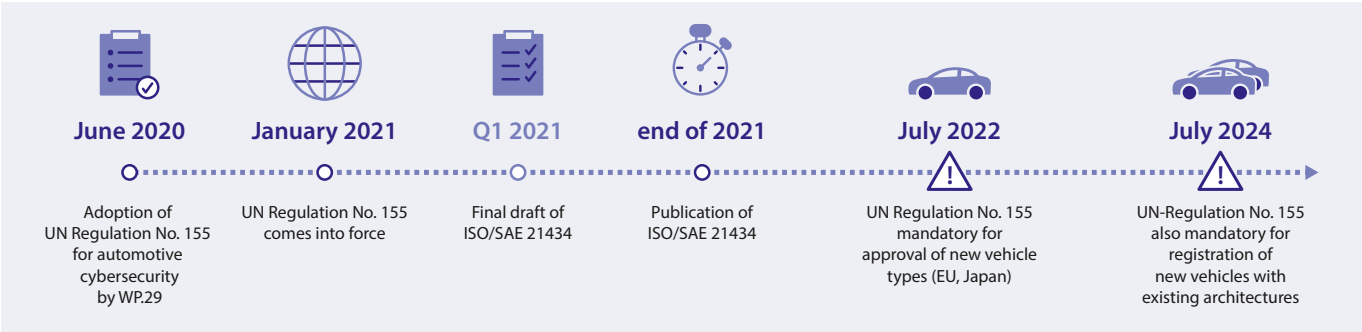 June 2020
Adoption of
UN Regulation No. 155
for automotive
cybersecurity
by WP.29
January 2021
UN Regulation No. 155
comes into force
Q1 2021
Final draft of
ISO/SAE 21434
end of 2021
Publication of
ISO/SAE 21434
July 2022
UN Regulation No. 155
mandatory for
approval of new vehicle
types (EU, Japan)
July 2024
UN-Regulation No. 155
also mandatory for
registration of
new vehicles with
existing architectures